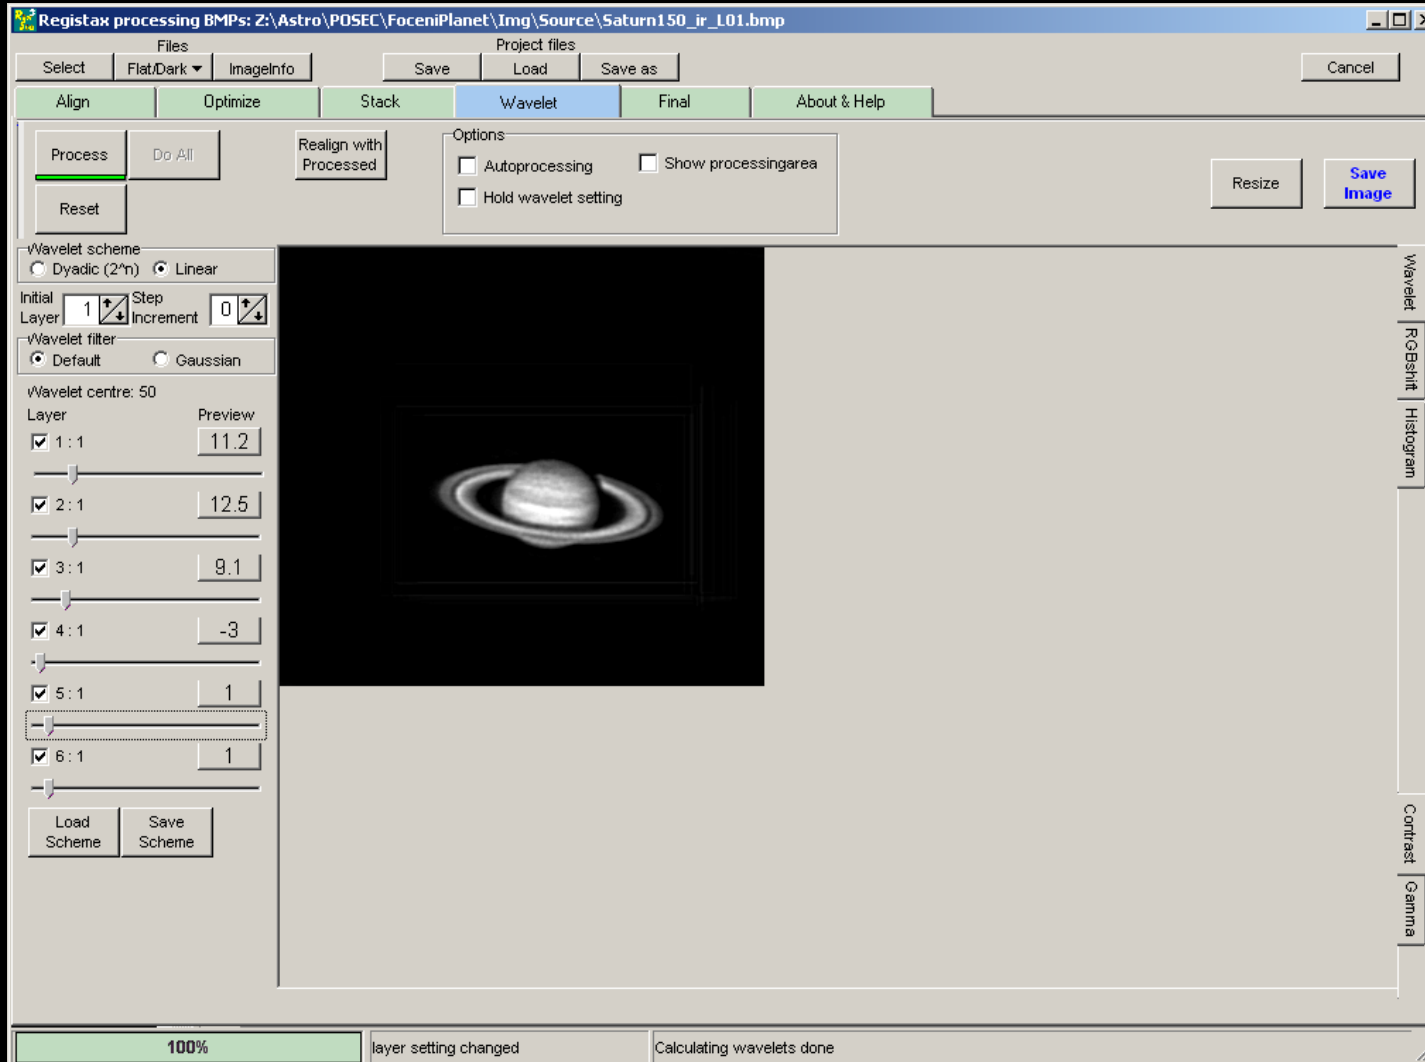 Registax processing BMPs: Z:\Astro\POSEC\FoceniPlanet\Img\Source\Saturn150_ir_L01.bmp
Files
Project files
Select Flat/Dark ImageInfo Save Load Save as Cancel
Align Optimize Stack Wavelet Final About & Help
Process Do All Realign with
Processed
Reset
Options
Autoprocessing Show processingarea
Hold wavelet setting
Resize
Save
Image
Wavelet scheme
Dyadic (2^n) Linear
Initial
Layer 1 Step
Increment 0
Wavelet filter
Default Gaussian
Wavelet centre: 50
Layer Preview
1 : 1 11.2
2 : 1 12.5
3 : 1 9.1
4 : 1 -3
5 : 1 1
6 : 1 1
Load
Scheme
Save
Scheme
Wavelet
RGBshift
Histogram
Contrast
Gamma
100% layer setting changed Calculating wavelets done